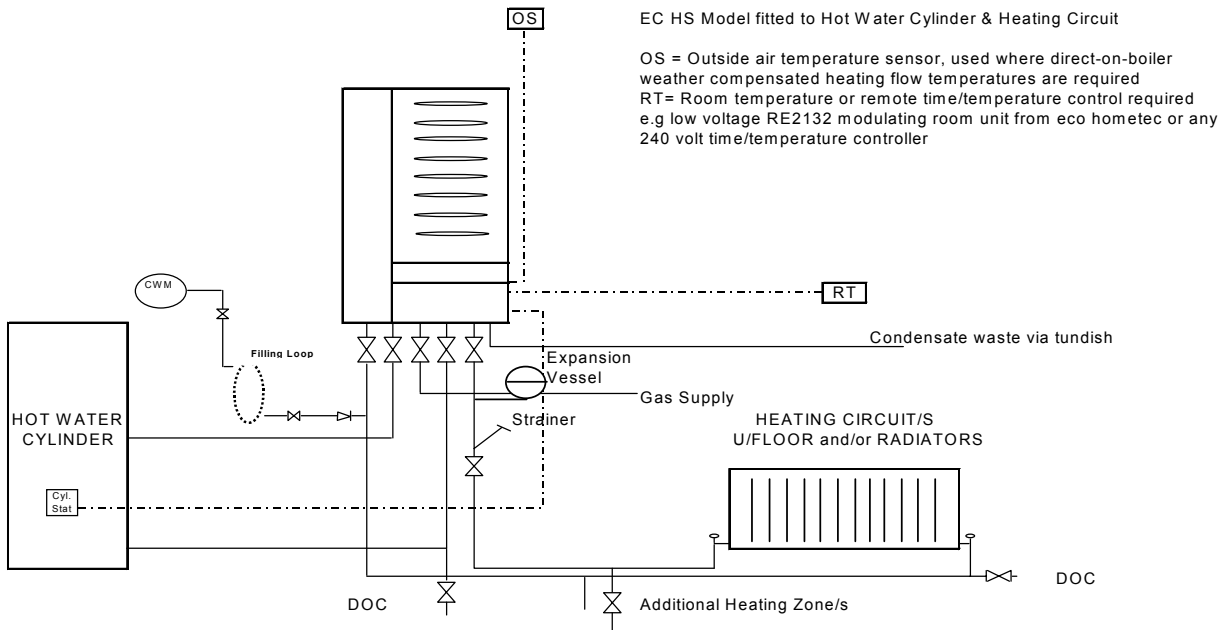 OS
EC HS Model fitted to Hot Water Cylinder & Heating Circuit
OS = Outside air temperature sensor, used where direct-on-boiler
weather compensated heating flow temperatures are required
RT= Room temperature or remote time/temperature control required
e.g low voltage RE2132 modulating room unit from eco hometec or any
240 volt time/temperature controller
CWM
RT
Condensate waste via tundish
Filling Loop
Expansion
Vessel
Gas Supply
HOT WATER
CYLINDER
Strainer
HEATING CIRCUIT/S
U/FLOOR and/or RADIATORS
Cyl.
Stat
DOC
DOC
Additional Heating Zone/s